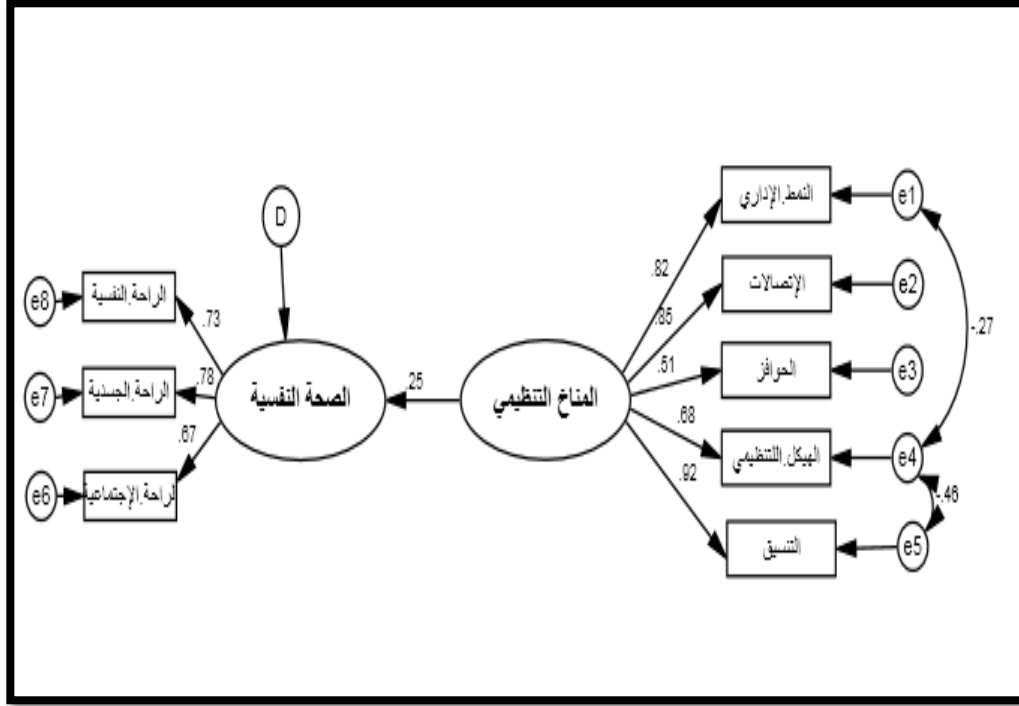 النمط.الإداري
e1
.82
الإتصالات
e2
.85
-.27
الحوافز
e3
.51
الهيكل.اللتنظيمي
e4
.68
-.46
التنسيق
e5
.92
المناخ التنظيمي
.25
D
الصحة النفسية
الراحة.النفسية
e8
.73
الراحة.الجسدية
e7
.78
لراحة.الإجتماعية
e6
.67